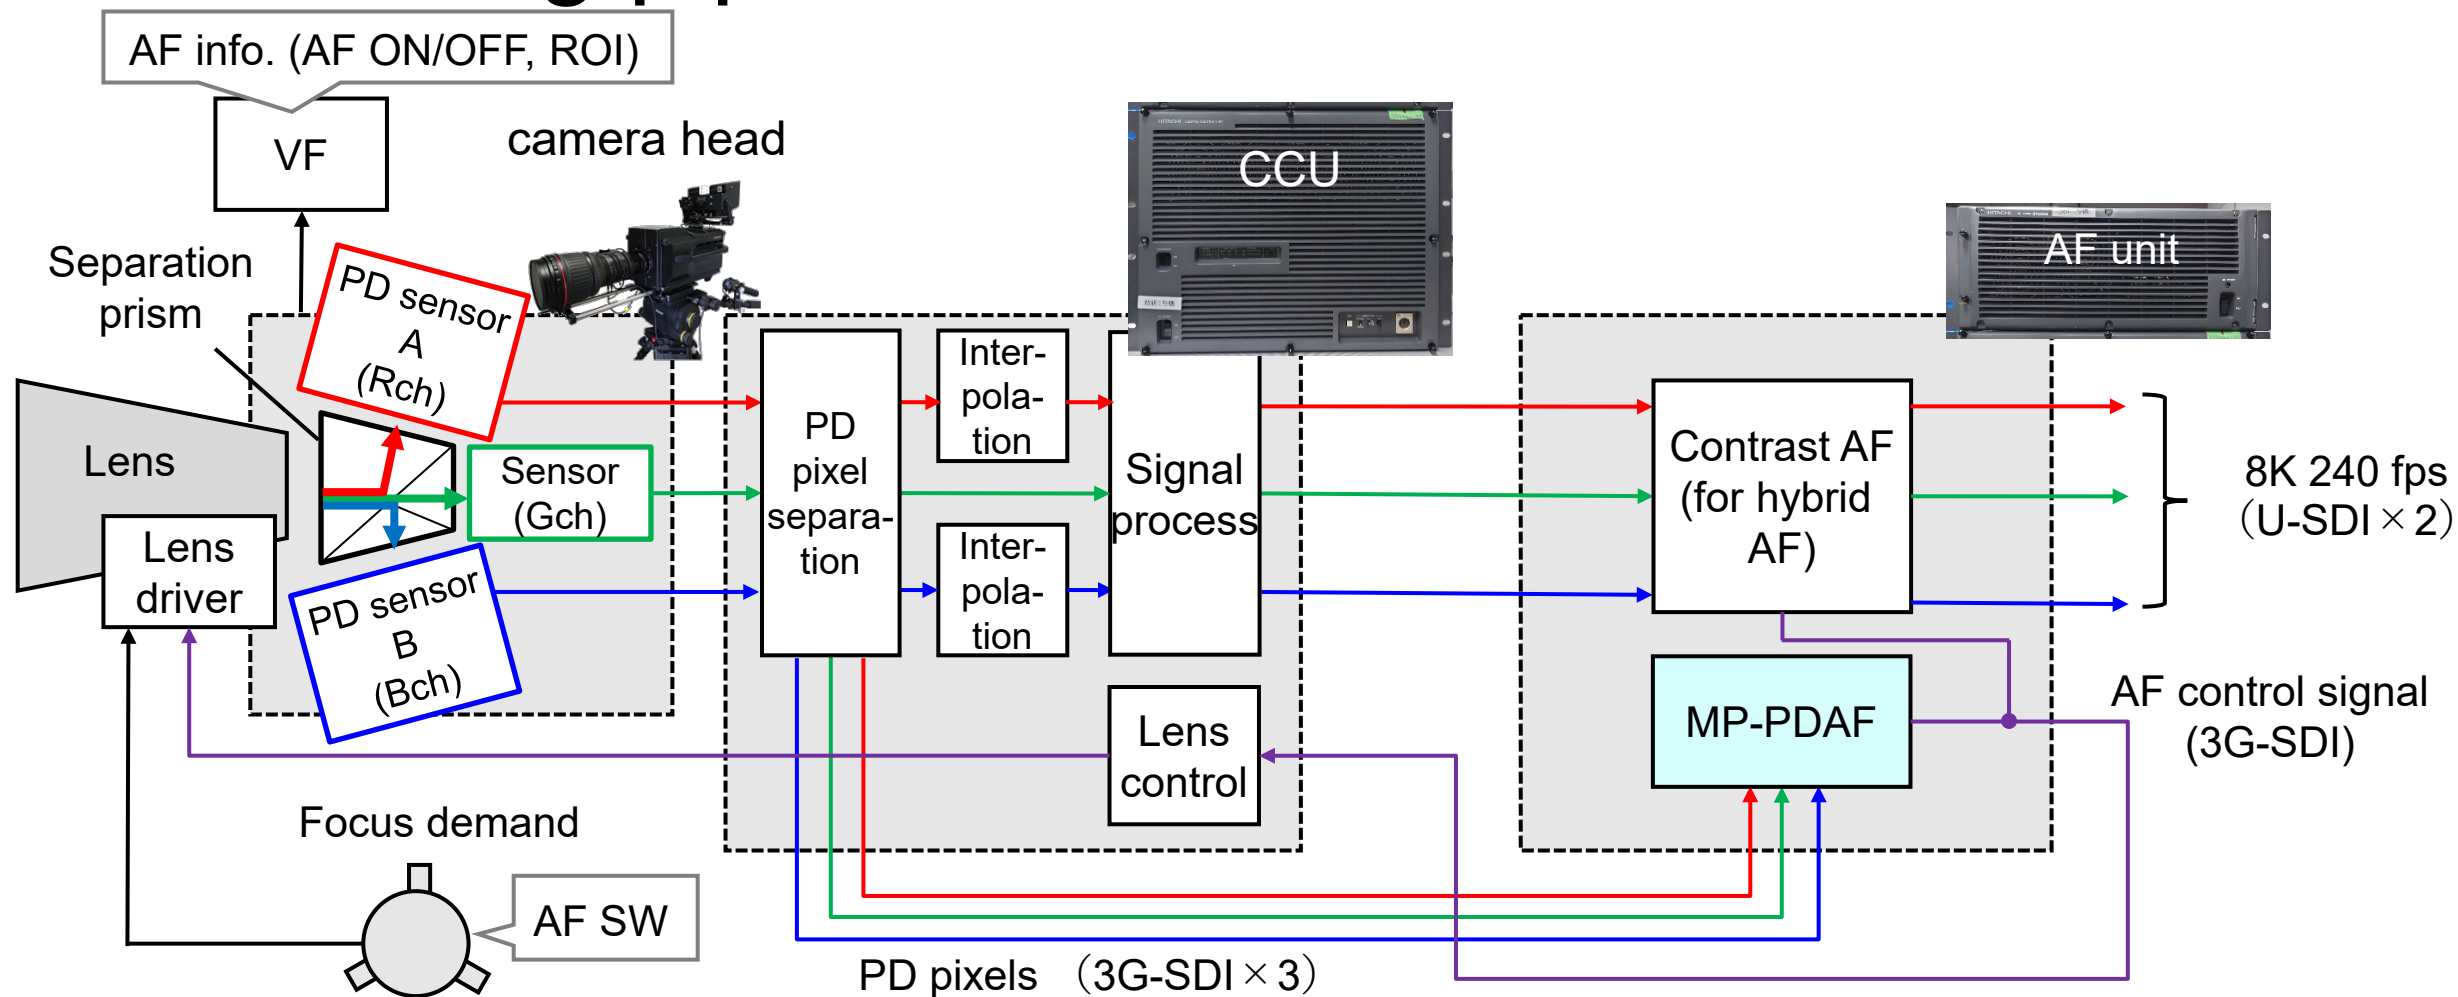 AF info. (AF ON/OFF, ROI)
VF
camera head
CCU
HITACHI
AF unit
HITACHI
Separation
prism
PD sensor
A
(Rch)
Lens
Sensor
(Gch)
Lens
driver
PD sensor
B
(Bch)
PD
pixel
separa-
tion
Inter-
pola-
tion
Inter-
pola-
tion
Signal
process
Lens
control
Contrast AF
(for hybrid
AF)
MP-PDAF
8K 240 fps
（U-SDI×2）
AF control signal
(3G-SDI)
Focus demand
AF SW
PD pixels （3G-SDI×3）